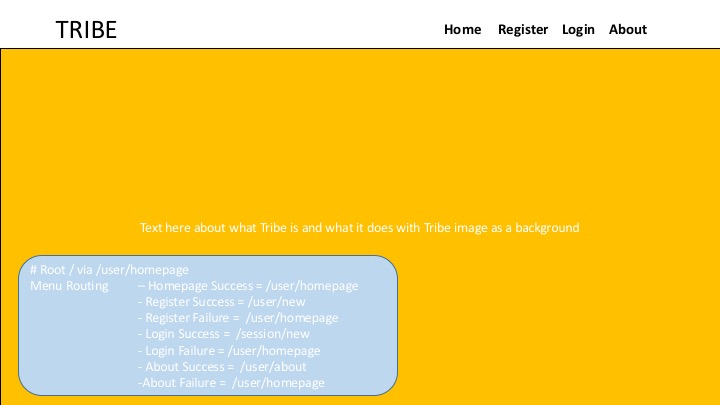 TRIBE
Home Register Login About
Text here about what Tribe is and what it does with Tribe image as a background
# Root / via /user/homepage
Menu Routing – Homepage Success = /user/homepage
- Register Success = /user/new
- Register Failure = /user/homepage
- Login Success = /session/new
- Login Failure = /user/homepage
- About Success = /user/about
-About Failure = /user/homepage